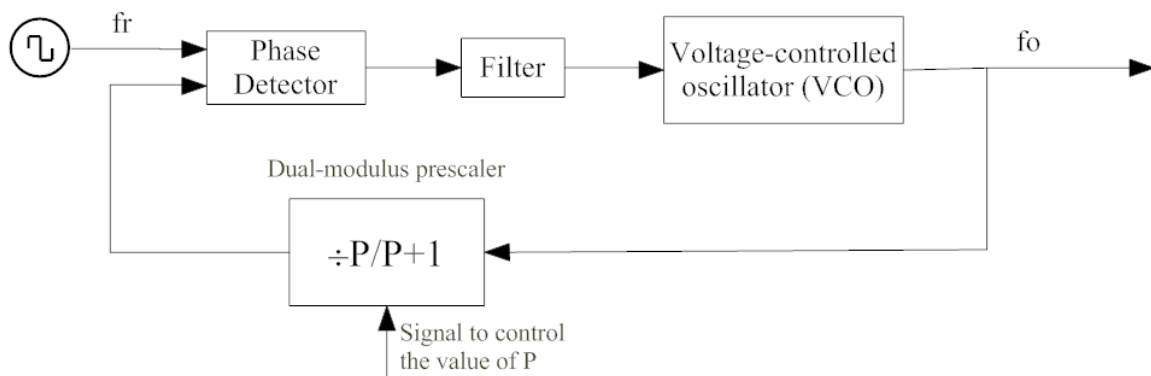 fr
Phase
Detector
Filter
Voltage-controlled
oscillator (VCO)
fo
Dual-modulus prescaler
÷P/P+1
Signal to control
the value of P